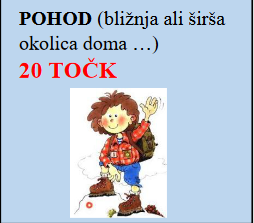 POHOD (bližnja ali širša
okolica doma …)
20 TOČK